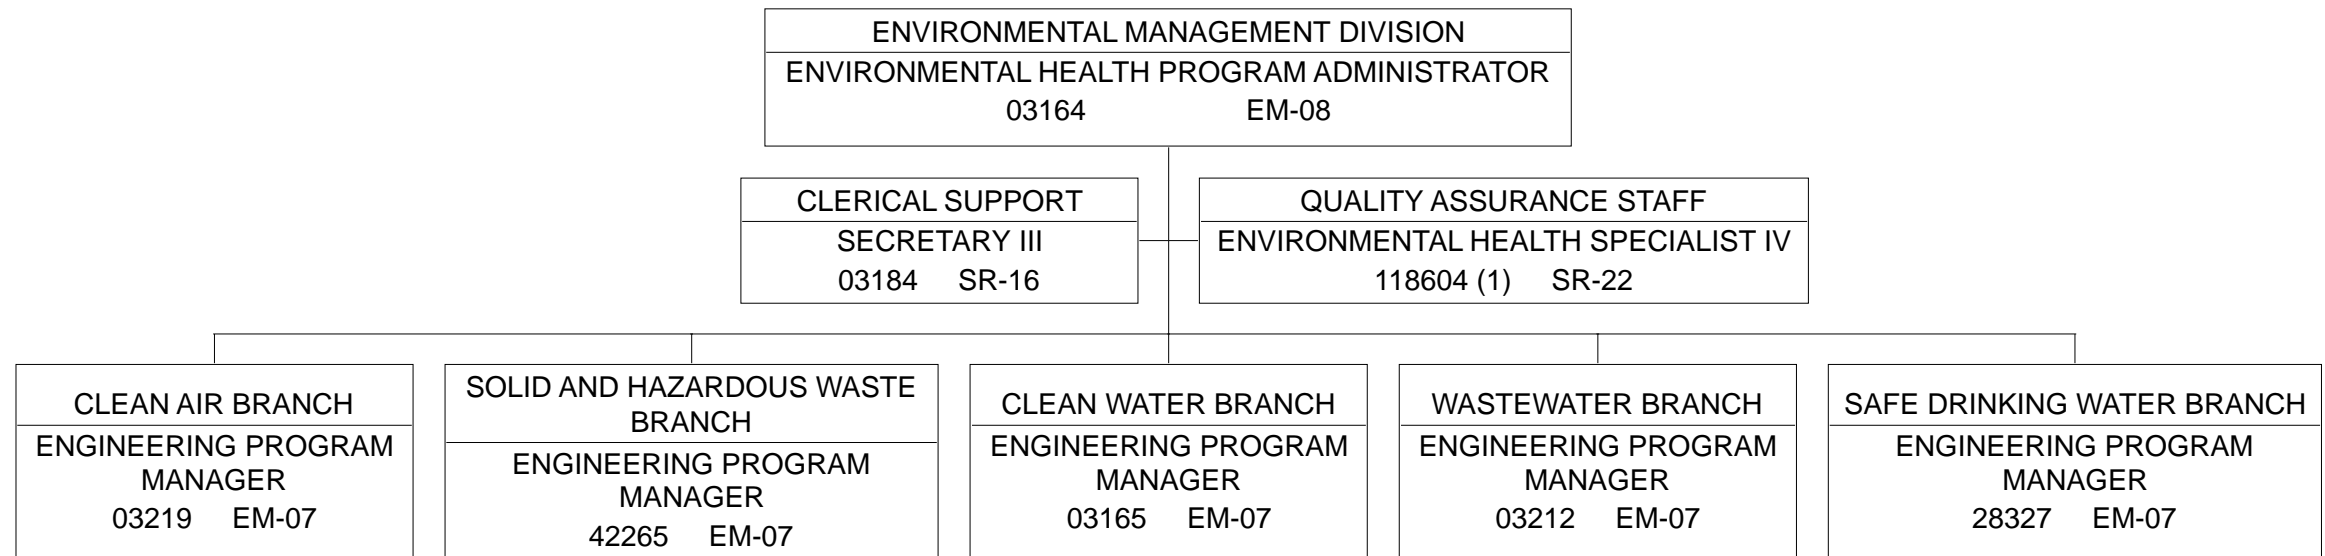 ENVIRONMENTAL MANAGEMENT DIVISION
ENVIRONMENTAL HEALTH PROGRAM ADMINISTRATOR
03164 EM-08
CLERICAL SUPPORT
SECRETARY III
03184 SR-16
QUALITY ASSURANCE STAFF
ENVIRONMENTAL HEALTH SPECIALIST IV
118604 (1) SR-22
CLEAN AIR BRANCH
ENGINEERING PROGRAM
MANAGER
03219 EM-07
SOLID AND HAZARDOUS WASTE
BRANCH
ENGINEERING PROGRAM
MANAGER
42265 EM-07
CLEAN WATER BRANCH
ENGINEERING PROGRAM
MANAGER
03165 EM-07
WASTEWATER BRANCH
ENGINEERING PROGRAM
MANAGER
03212 EM-07
SAFE DRINKING WATER BRANCH
ENGINEERING PROGRAM
MANAGER
28327 EM-07